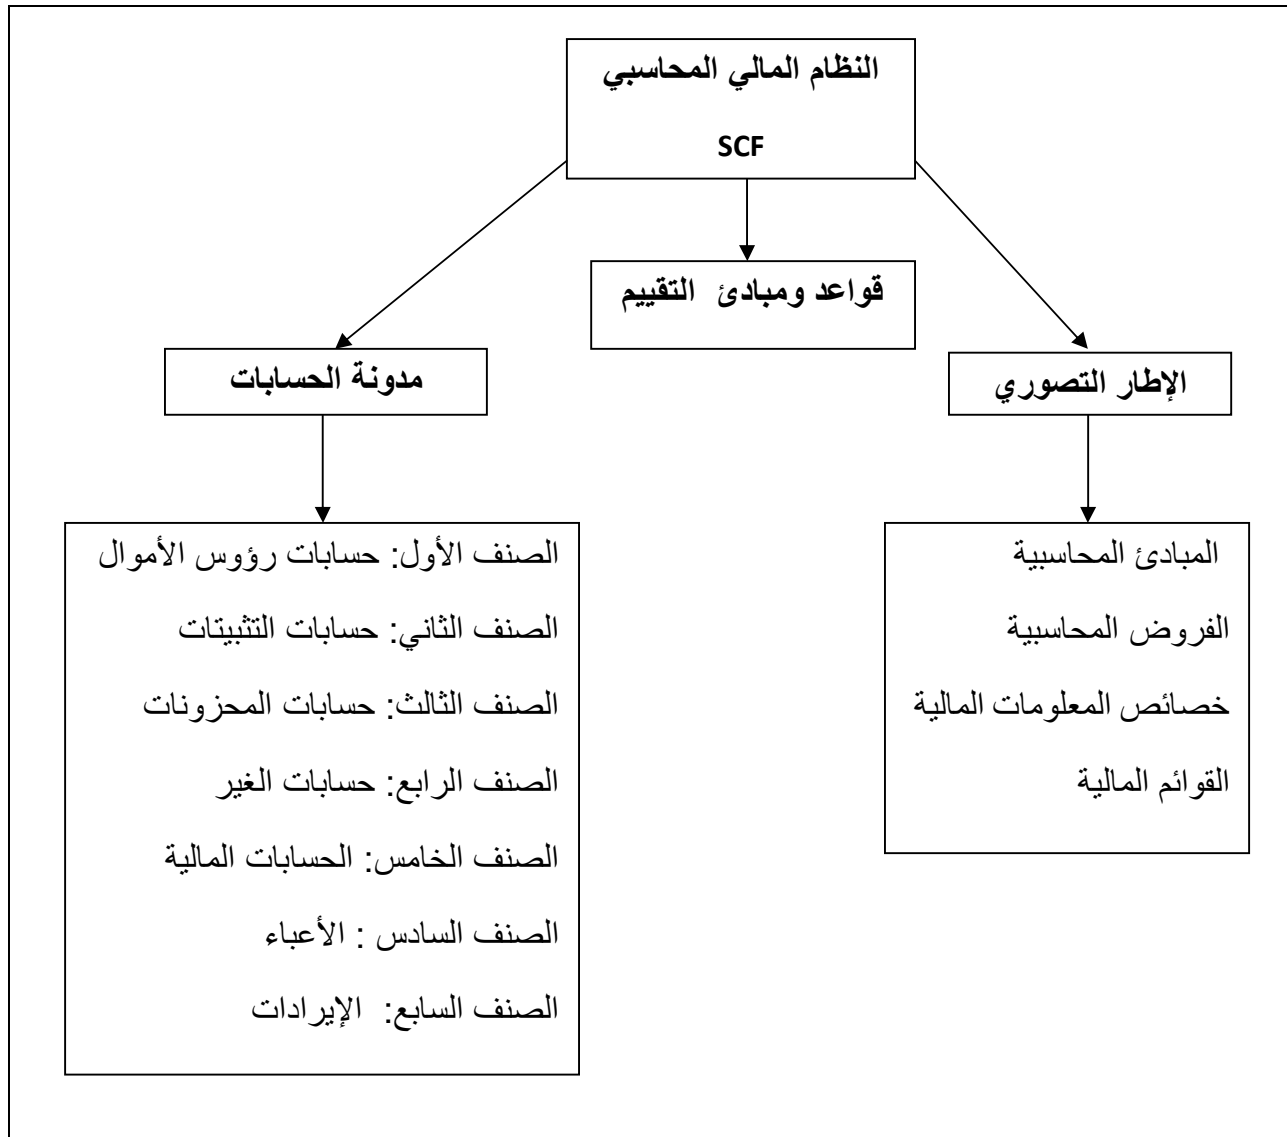 النظام المالي المحاسبي
SCF
قواعد ومبادئ التقييم
الإطار التصوري
مدونة الحسابات
المبادئ المحاسبية
الفروض المحاسبية
خصائص المعلومات المالية
القوائم المالية
الصنف الأول: حسابات رؤوس الأموال
الصنف الثاني: حسابات التثبيتات
الصنف الثالث: حسابات المحزونات
الصنف الرابع: حسابات الغير
الصنف الخامس: الحسابات المالية
الصنف السادس : الأعباء
الصنف السابع: الإيرادات